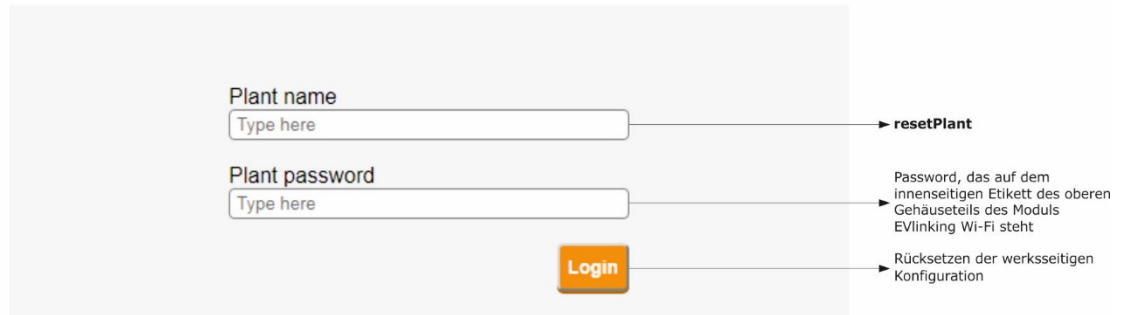 Plant name
Type here
resetPlant
Plant password
Type here
Password, das auf dem
innenseitigen Etikett des oberen
Gehäuseteils des Moduls
EVlinking Wi-Fi steht
Login
Rücksetzen der werksseitigen
Konfiguration